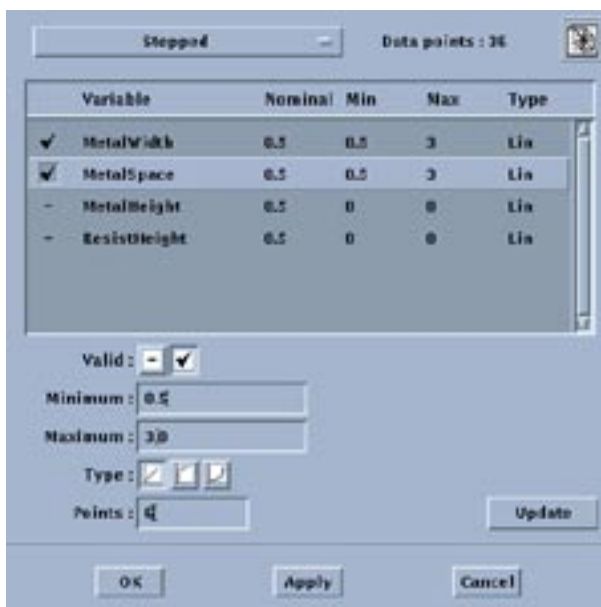 Stepped Data points : 36
Variable Nominal Min Max Type
MetalWidth 0.5 0.5 3 Lin
MetalSpace 0.5 0.5 3 Lin
MetalHeight 0.5 0 0 Lin
ResistHeight 0.5 0 0 Lin
Valid :
Minimum : 0.5
Maximum : 3.0
Type :
Points : 6
Update
OK Apply Cancel